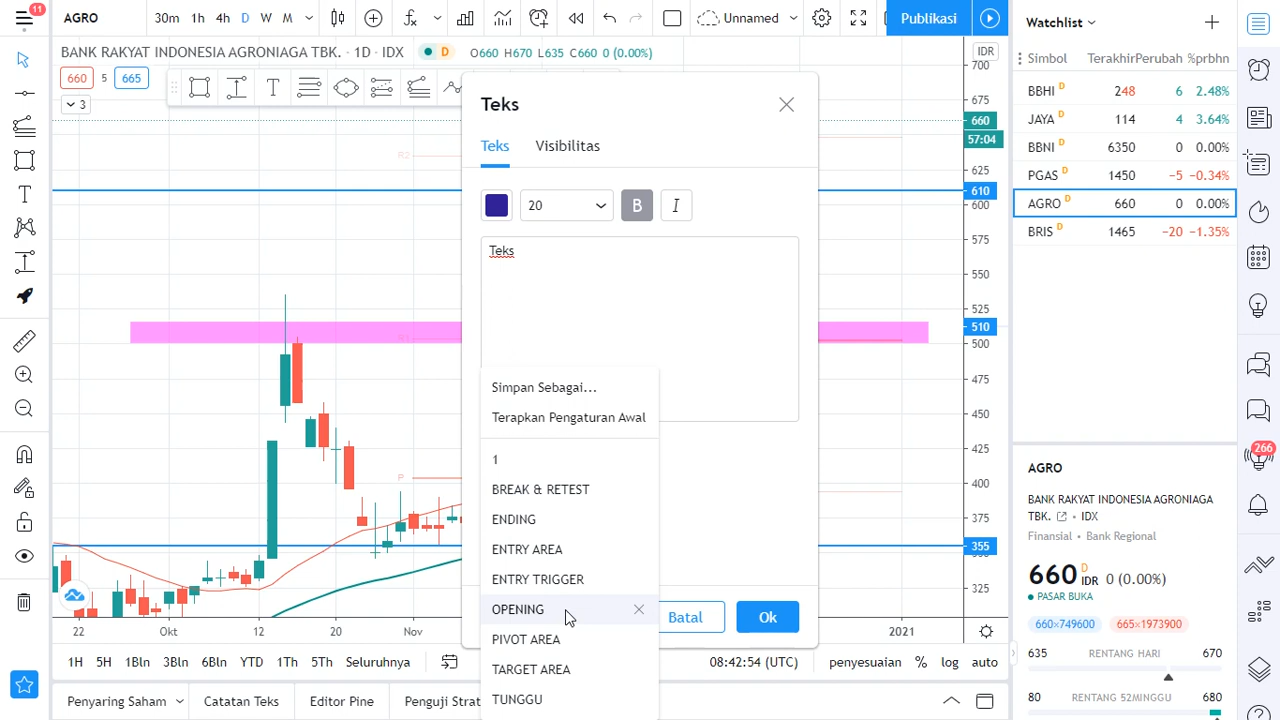 11
AGRO
30m 1h 4h D W M
Unnamed
Publikasi
BANK RAKYAT INDONESIA AGRONIAGA TBK. · 1D · IDX
D
O660 H670 L635 C660 0 (0.00%)
IDR
660 5 665
3
Teks
Teks Visibilitas
20 B I
Teks
Simpan Sebagai...
Terapkan Pengaturan Awal
1
BREAK & RETEST
ENDING
ENTRY AREA
ENTRY TRIGGER
OPENING
PIVOT AREA
TARGET AREA
TUNGGU
Batal Ok
R2
R1
P
700
675
660
57:04
625
610
600
575
550
525
510
500
475
450
425
400
375
355
325
22 Okt 12 20 Nov 2021
1H 5H 1Bln 3Bln 6Bln YTD 1Th 5Th Seluruhnya
08:42:54 (UTC) penyesuaian % log auto
Penyaring Saham Catatan Teks Editor Pine Penguji Strat
Watchlist
Simbol Terakhir Perubah %prbhn
BBHI D 248 6 2.48%
JAYA D 114 4 3.64%
BBNI D 6350 0 0.00%
PGAS D 1450 −5 −0.34%
AGRO D 660 0 0.00%
BRIS D 1465 −20 −1.35%
266
AGRO
BANK RAKYAT INDONESIA AGRONIAGA
TBK. · IDX
Finansial · Bank Regional
660 D IDR 0 (0.00%)
PASAR BUKA
660×749600 665×1973900
635 RENTANG HARI 670
80 RENTANG 52MINGGU 680